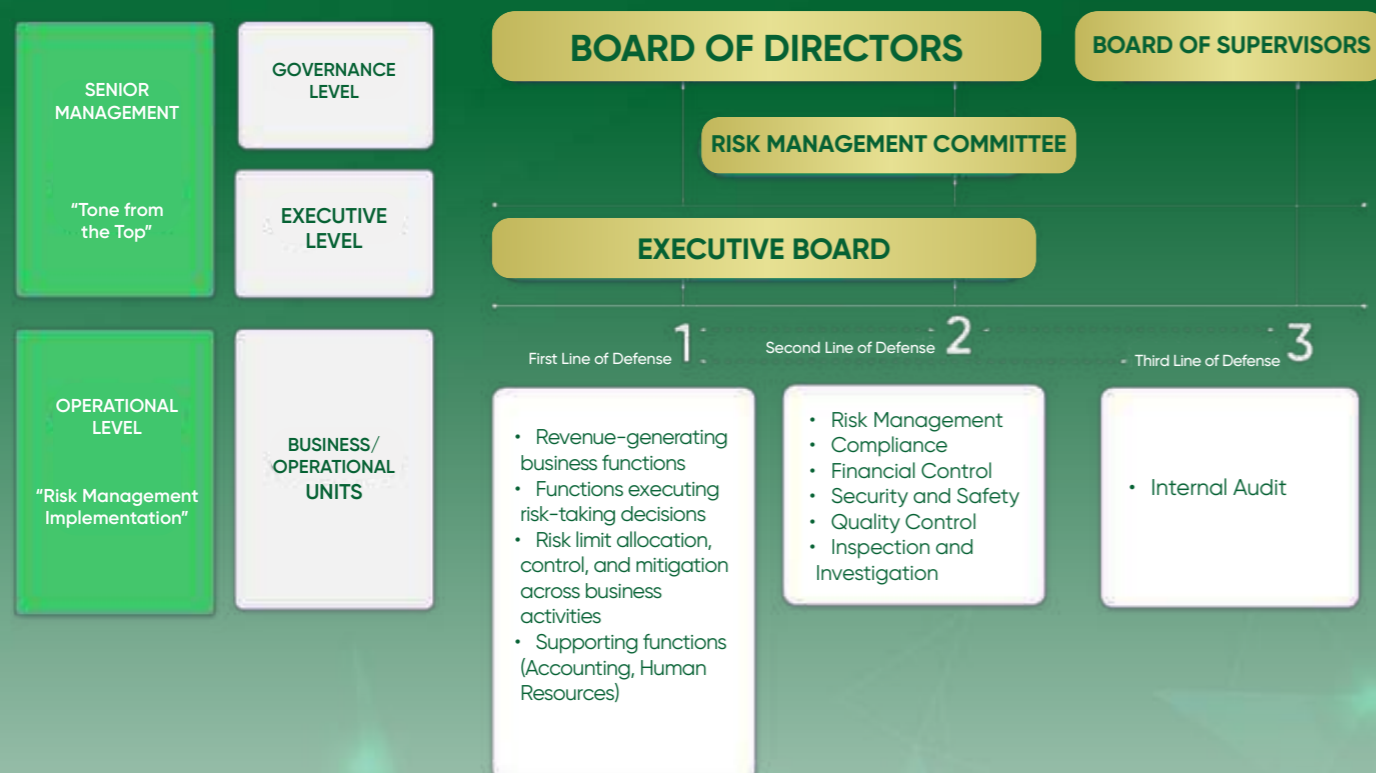 SENIOR
MANAGEMENT
"Tone from
the Top"
GOVERNANCE
LEVEL
EXECUTIVE
LEVEL
BOARD OF DIRECTORS
BOARD OF SUPERVISORS
RISK MANAGEMENT COMMITTEE
EXECUTIVE BOARD
OPERATIONAL
LEVEL
"Risk Management
Implementation"
BUSINESS/
OPERATIONAL
UNITS
First Line of Defense 1
Second Line of Defense 2
Third Line of Defense 3
• Revenue-generating
business functions
• Functions executing
risk-taking decisions
• Risk limit allocation,
control, and mitigation
across business
activities
• Supporting functions
(Accounting, Human
Resources)
• Risk Management
• Compliance
• Financial Control
• Security and Safety
• Quality Control
• Inspection and
Investigation
• Internal Audit